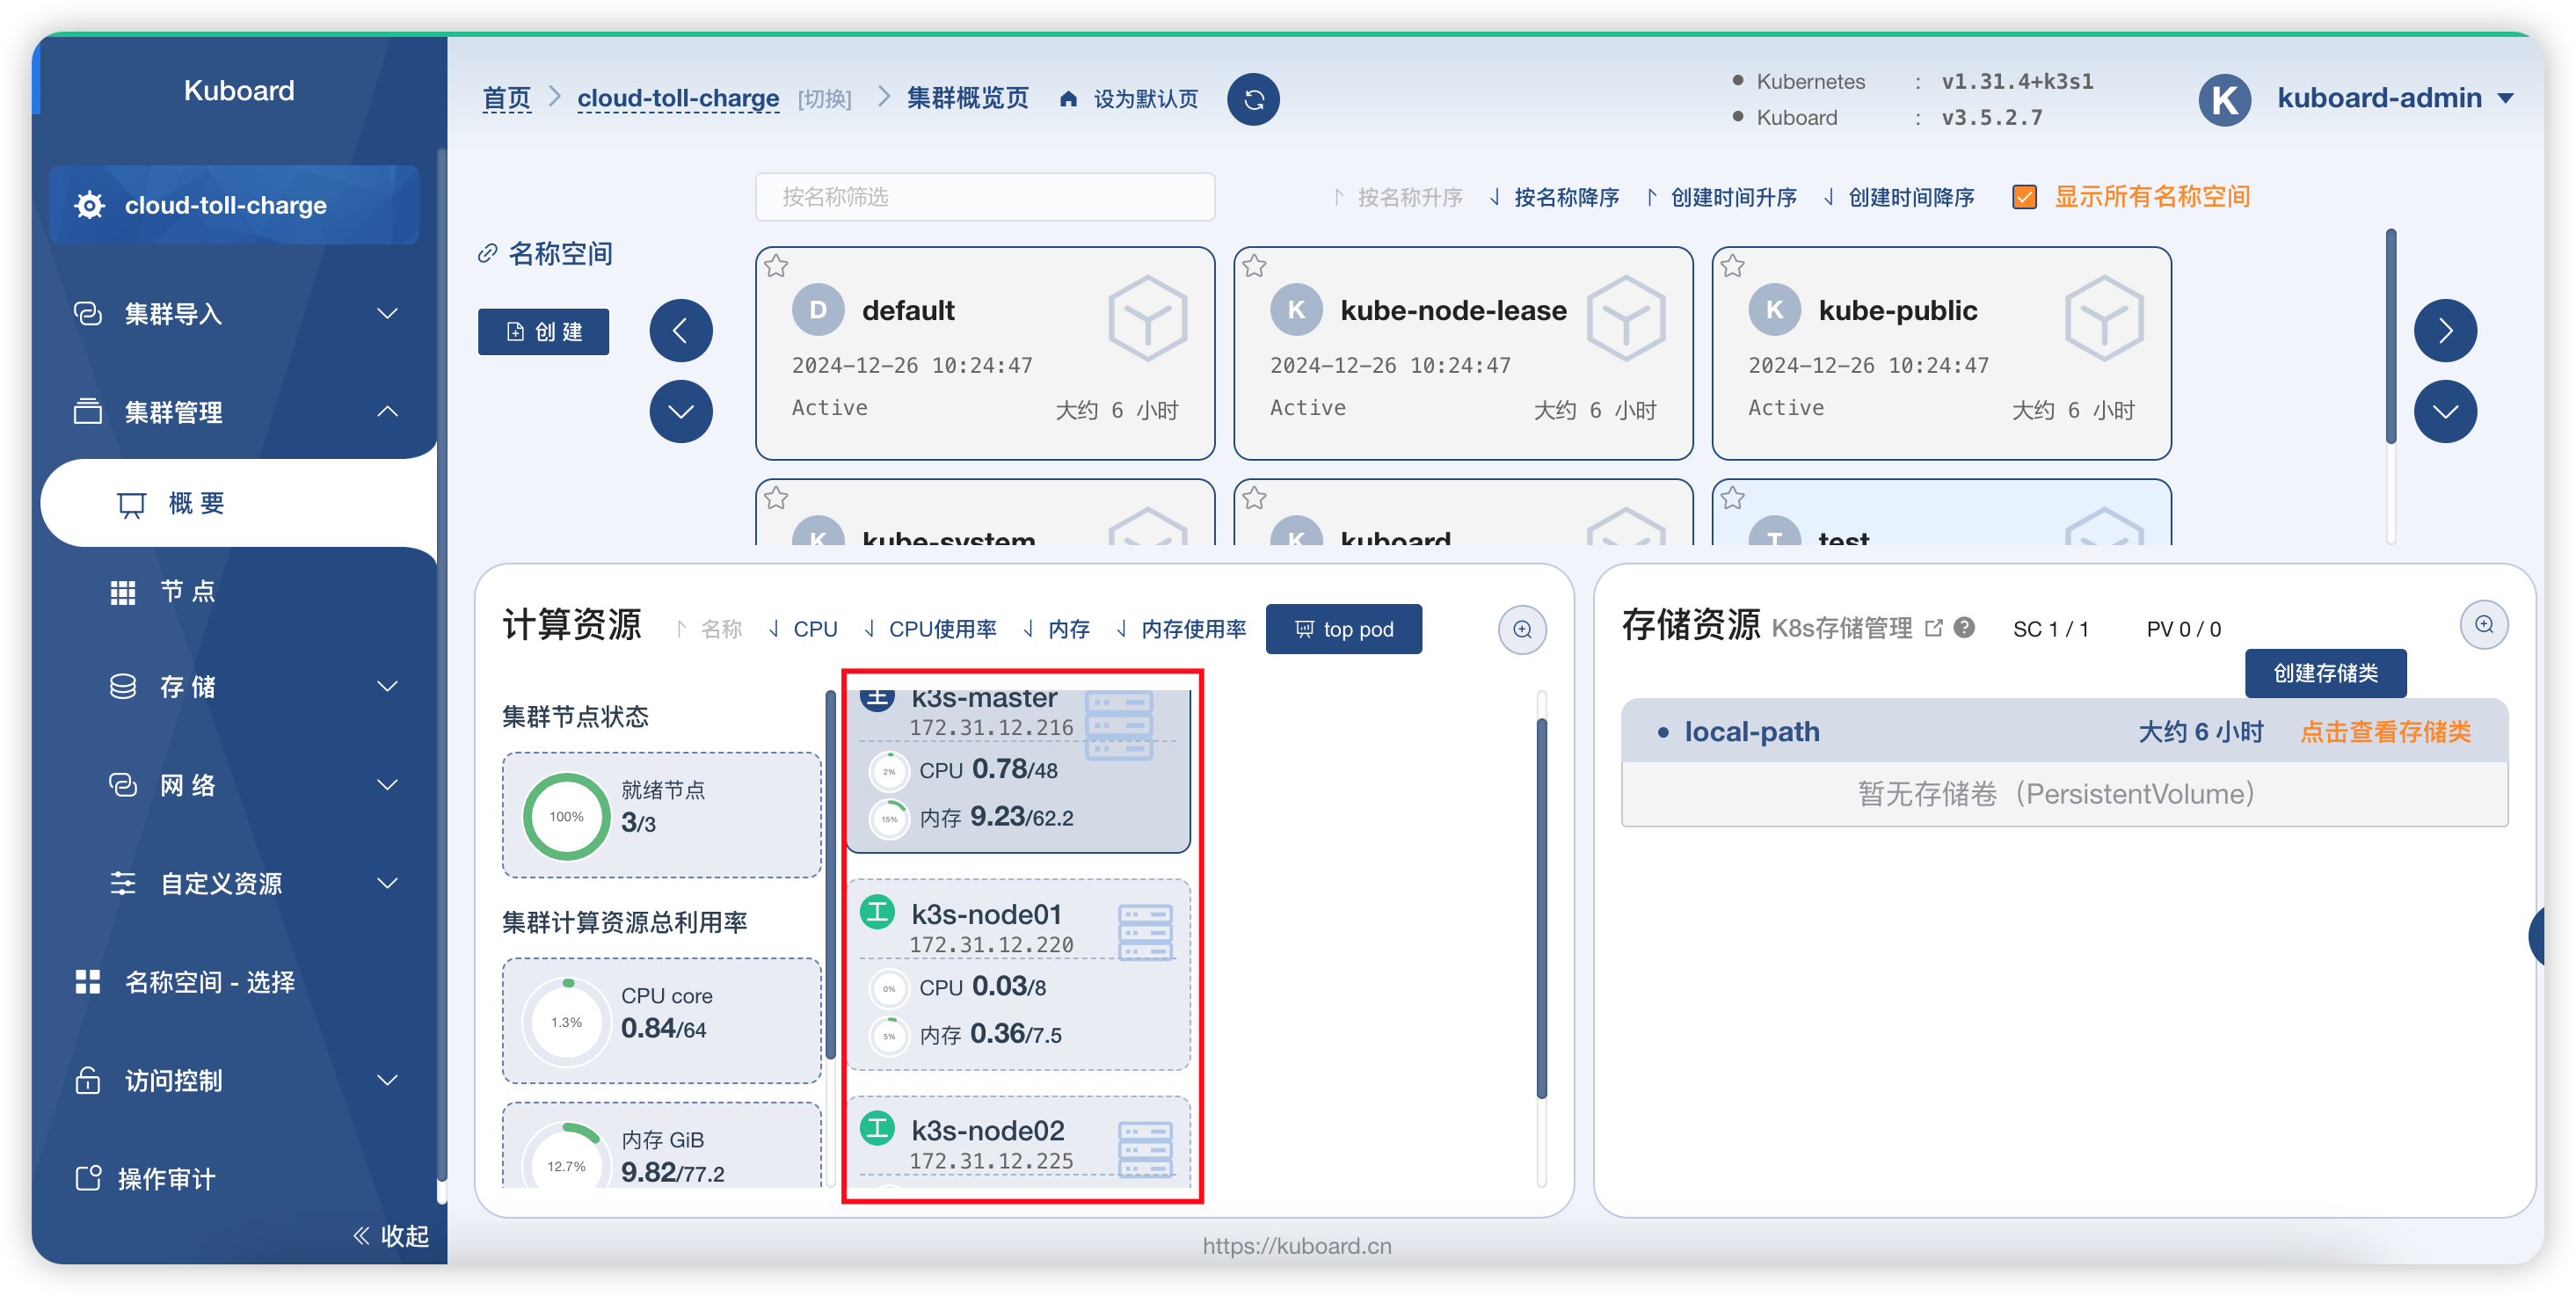 Kuboard
cloud-toll-charge
集群导入
集群管理
概 要
节 点
存 储
网 络
自定义资源
名称空间 - 选择
访问控制
操作审计
收起
首页 cloud-toll-charge [切换] 集群概览页 设为默认页
Kubernetes : v1.31.4+k3s1
Kuboard : v3.5.2.7
K kuboard-admin
按名称筛选 按名称升序 按名称降序 创建时间升序 创建时间降序 显示所有名称空间
名称空间
创 建
D default
2024-12-26 10:24:47
Active 大约 6 小时
K kube-node-lease
2024-12-26 10:24:47
Active 大约 6 小时
K kube-public
2024-12-26 10:24:47
Active 大约 6 小时
K kube-system
K kuboard
T test
计算资源 名称 CPU CPU使用率 内存 内存使用率 top pod
集群节点状态
100%
就绪节点
3/3
集群计算资源总利用率
1.3%
CPU core
0.84/64
12.7%
内存 GiB
9.82/77.2
主 k3s-master
172.31.12.216
2% CPU 0.78/48
15% 内存 9.23/62.2
工 k3s-node01
172.31.12.220
0% CPU 0.03/8
5% 内存 0.36/7.5
工 k3s-node02
172.31.12.225
存储资源 K8s存储管理 ? SC 1 / 1 PV 0 / 0
创建存储类
local-path 大约 6 小时 点击查看存储类
暂无存储卷（PersistentVolume）
https://kuboard.cn